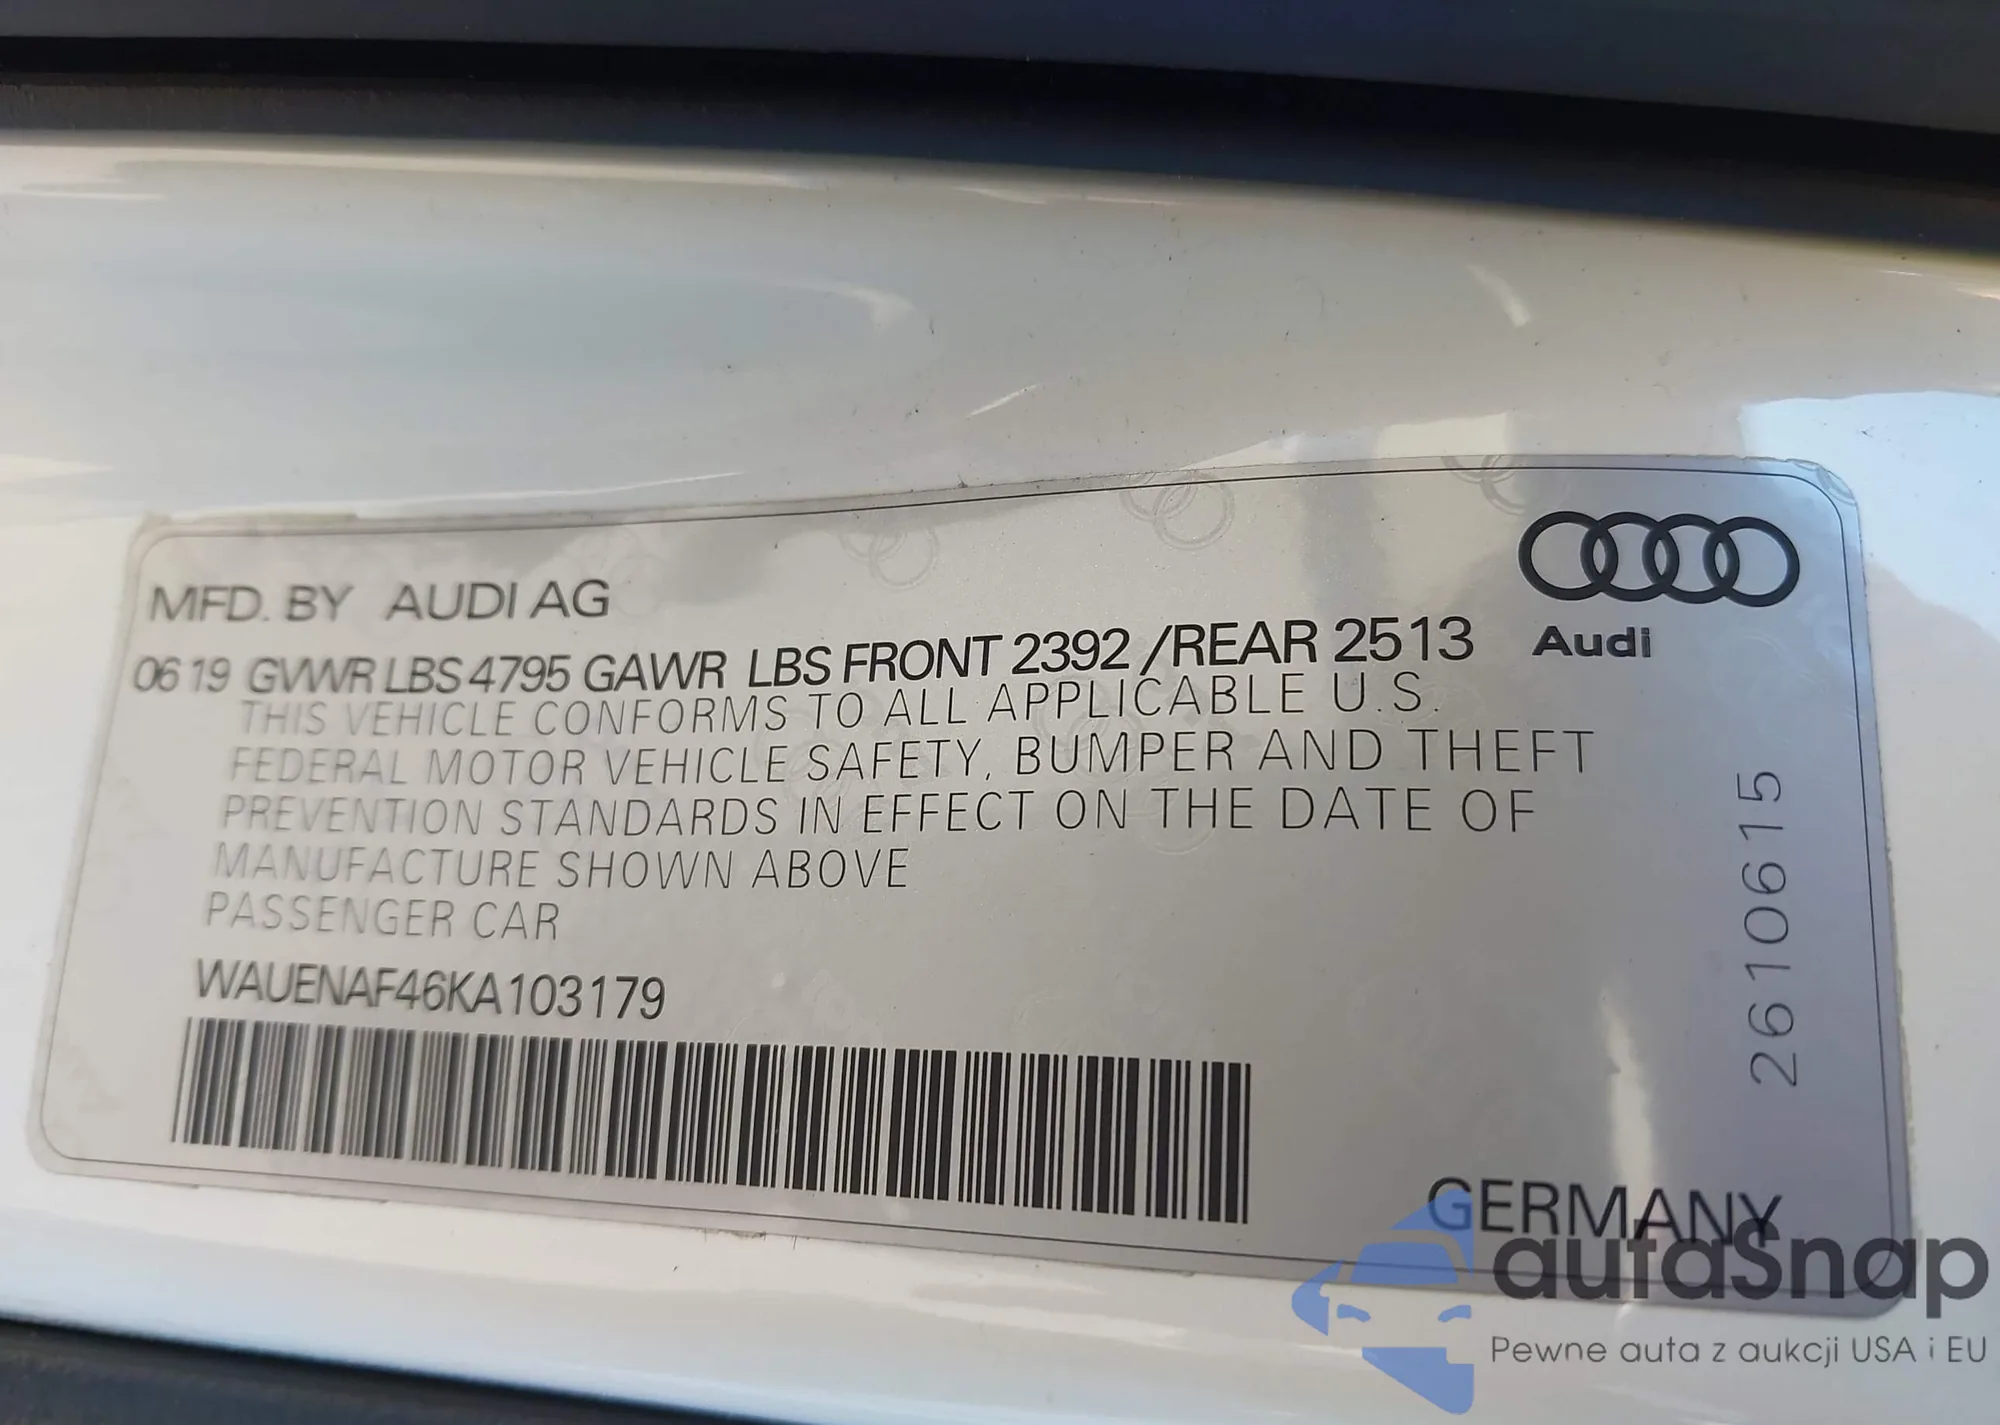 MFD. BY AUDI AG
0619 GVWR LBS 4795 GAWR LBS FRONT 2392 /REAR 2513
Audi
THIS VEHICLE CONFORMS TO ALL APPLICABLE U.S.
FEDERAL MOTOR VEHICLE SAFETY, BUMPER AND THEFT
PREVENTION STANDARDS IN EFFECT ON THE DATE OF
MANUFACTURE SHOWN ABOVE
PASSENGER CAR
WAUENAF46KA103179
2610615
GERMANY
autaSnap
Pewne auta z aukcji USA i EU